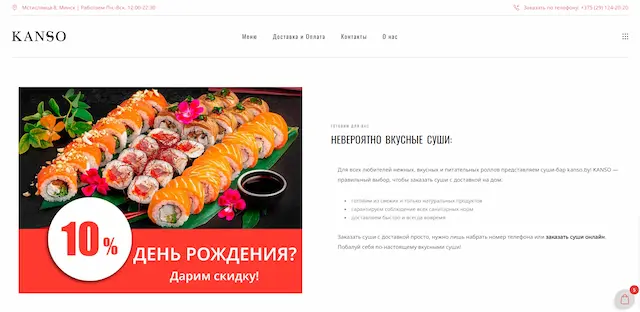 Минск | Работаем Пн.-Вск. 12:00-22:30
Заказать по телефону: +375 (29) 124-20-20
KANSO
Меню
Доставка и Оплата
Контакты
О нас
ГОТОВИМ ДЛЯ ВАС
НЕВЕРОЯТНО ВКУСНЫЕ СУШИ:
Для всех любителей нежных, вкусных и питательных роллов представляем суши-бар kanso.by! KANSO —
правильный выбор, чтобы заказать суши с доставкой на дом:
готовим из свежих и только натуральных продуктов
гарантируем соблюдение всех санитарных норм
доставляем быстро и всегда вовремя
Заказать суши с доставкой просто, нужно лишь набрать номер телефона или заказать суши онлайн.
Побалуй себя по-настоящему вкусными суши!
10%
ДЕНЬ РОЖДЕНИЯ?
Дарим скидку!